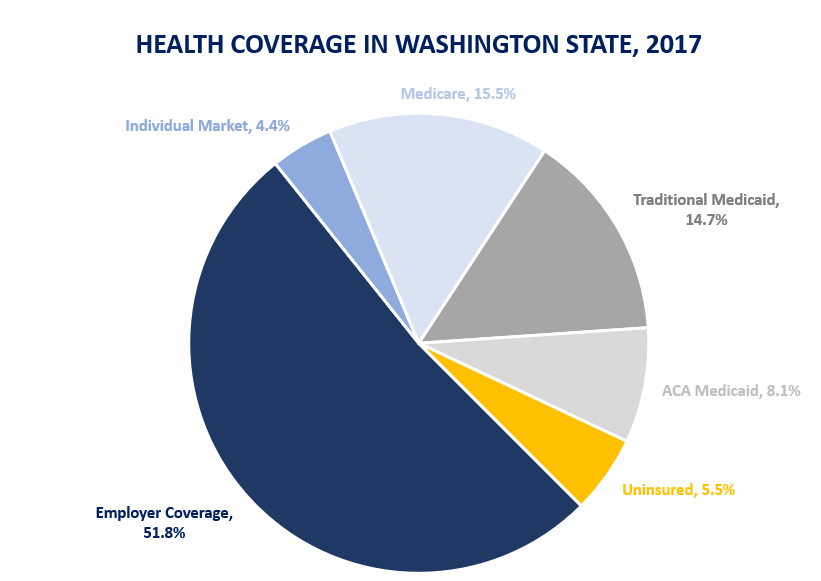 HEALTH COVERAGE IN WASHINGTON STATE, 2017
Medicare, 15.5%
Individual Market, 4.4%
Traditional Medicaid,
14.7%
ACA Medicaid, 8.1%
Uninsured, 5.5%
Employer Coverage,
51.8%